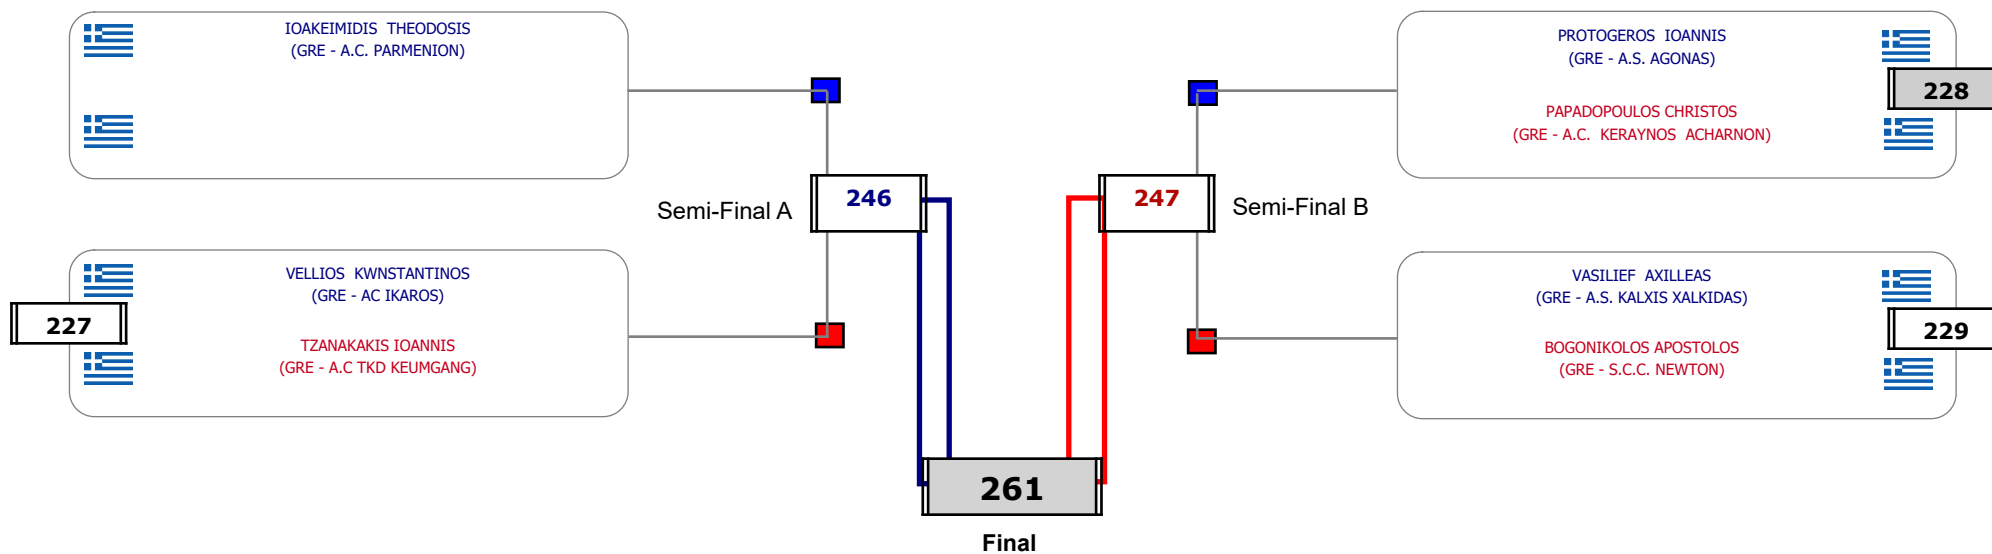 IOAKEIMIDIS THEODOSIS
(GRE - A.C. PARMENION)
VELLIOS KWNSTANTINOS
(GRE - AC IKAROS)
227
TZANAKAKIS IOANNIS
(GRE - A.C TKD KEUMGANG)
Semi-Final A
246
247
Semi-Final B
PROTOGEROS IOANNIS
(GRE - A.S. AGONAS)
228
PAPADOPOULOS CHRISTOS
(GRE - A.C. KERAYNOS ACHARNON)
VASILIEF AXILLEAS
(GRE - A.S. KALXIS XALKIDAS)
229
BOGONIKOLOS APOSTOLOS
(GRE - S.C.C. NEWTON)
261
Final